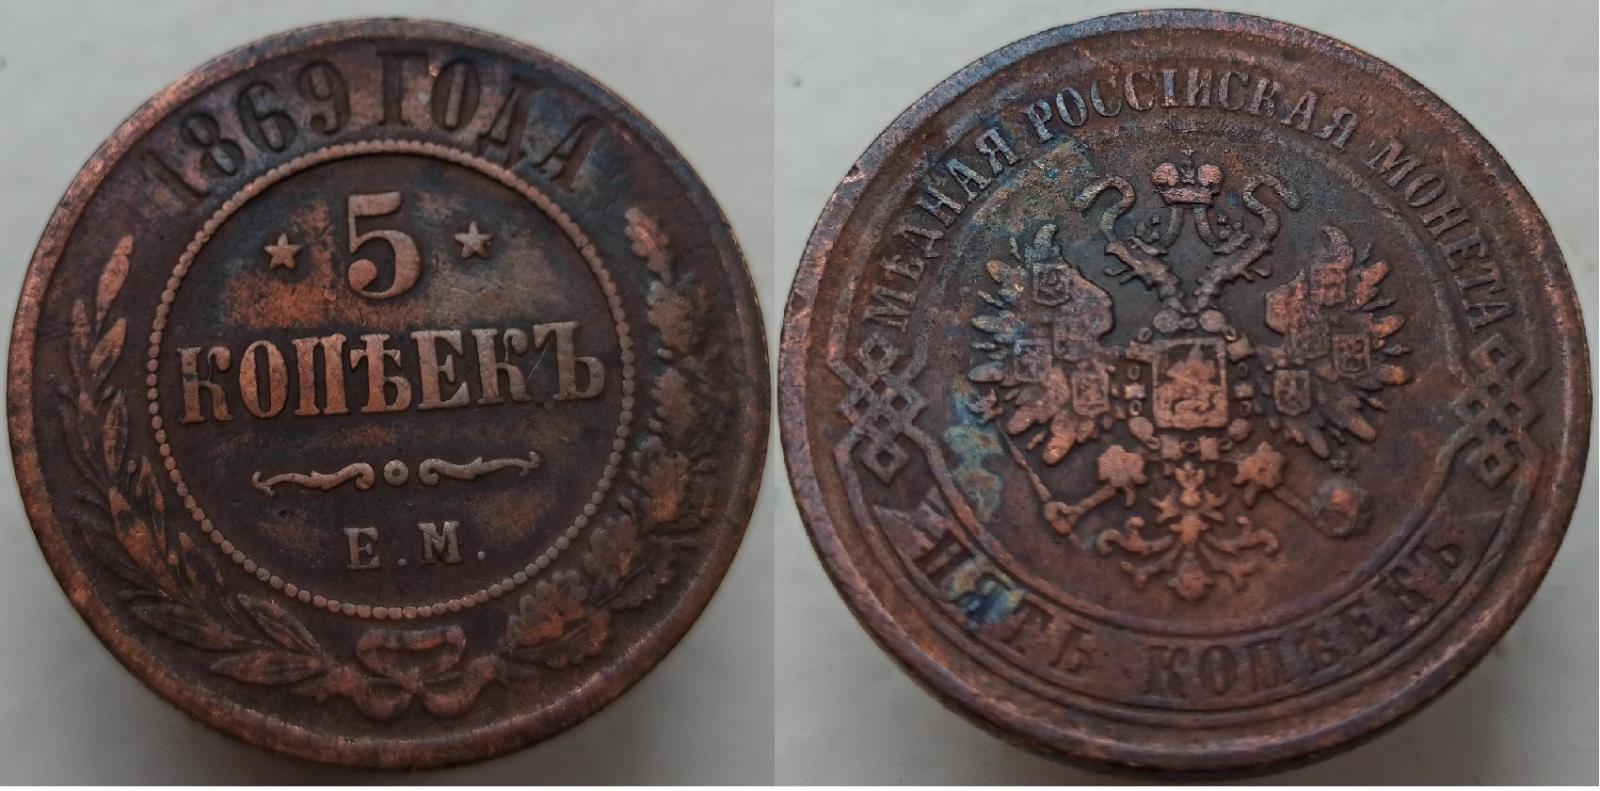 1869 ГОДА
5
КОПѢЕКЪ
Е.М.
МѢДНАЯ РОССІЙСКАЯ МОНЕТА
ПЯТЬ КОПѢЕКЪ